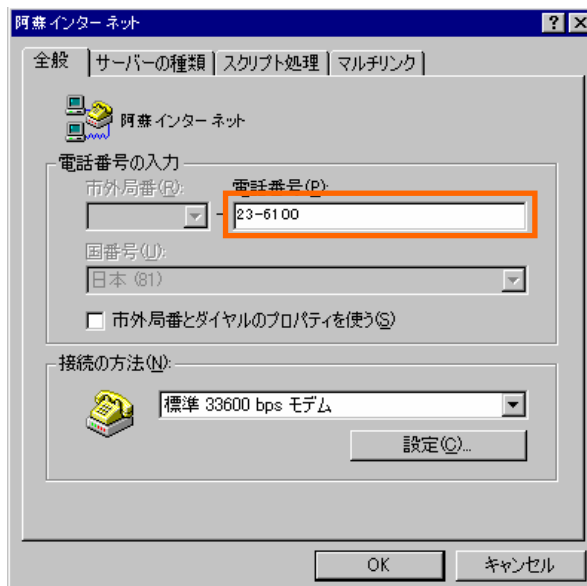 阿蘇インターネット
全般 サーバーの種類 スクリプト処理 マルチリンク
阿蘇インターネット
電話番号の入力
市外局番(R): 電話番号(P):
- 23-6100
国番号(U):
日本 (81)
市外局番とダイヤルのプロパティを使う(S)
接続の方法(N):
標準 33600 bps モデム
設定(C)...
OK キャンセル